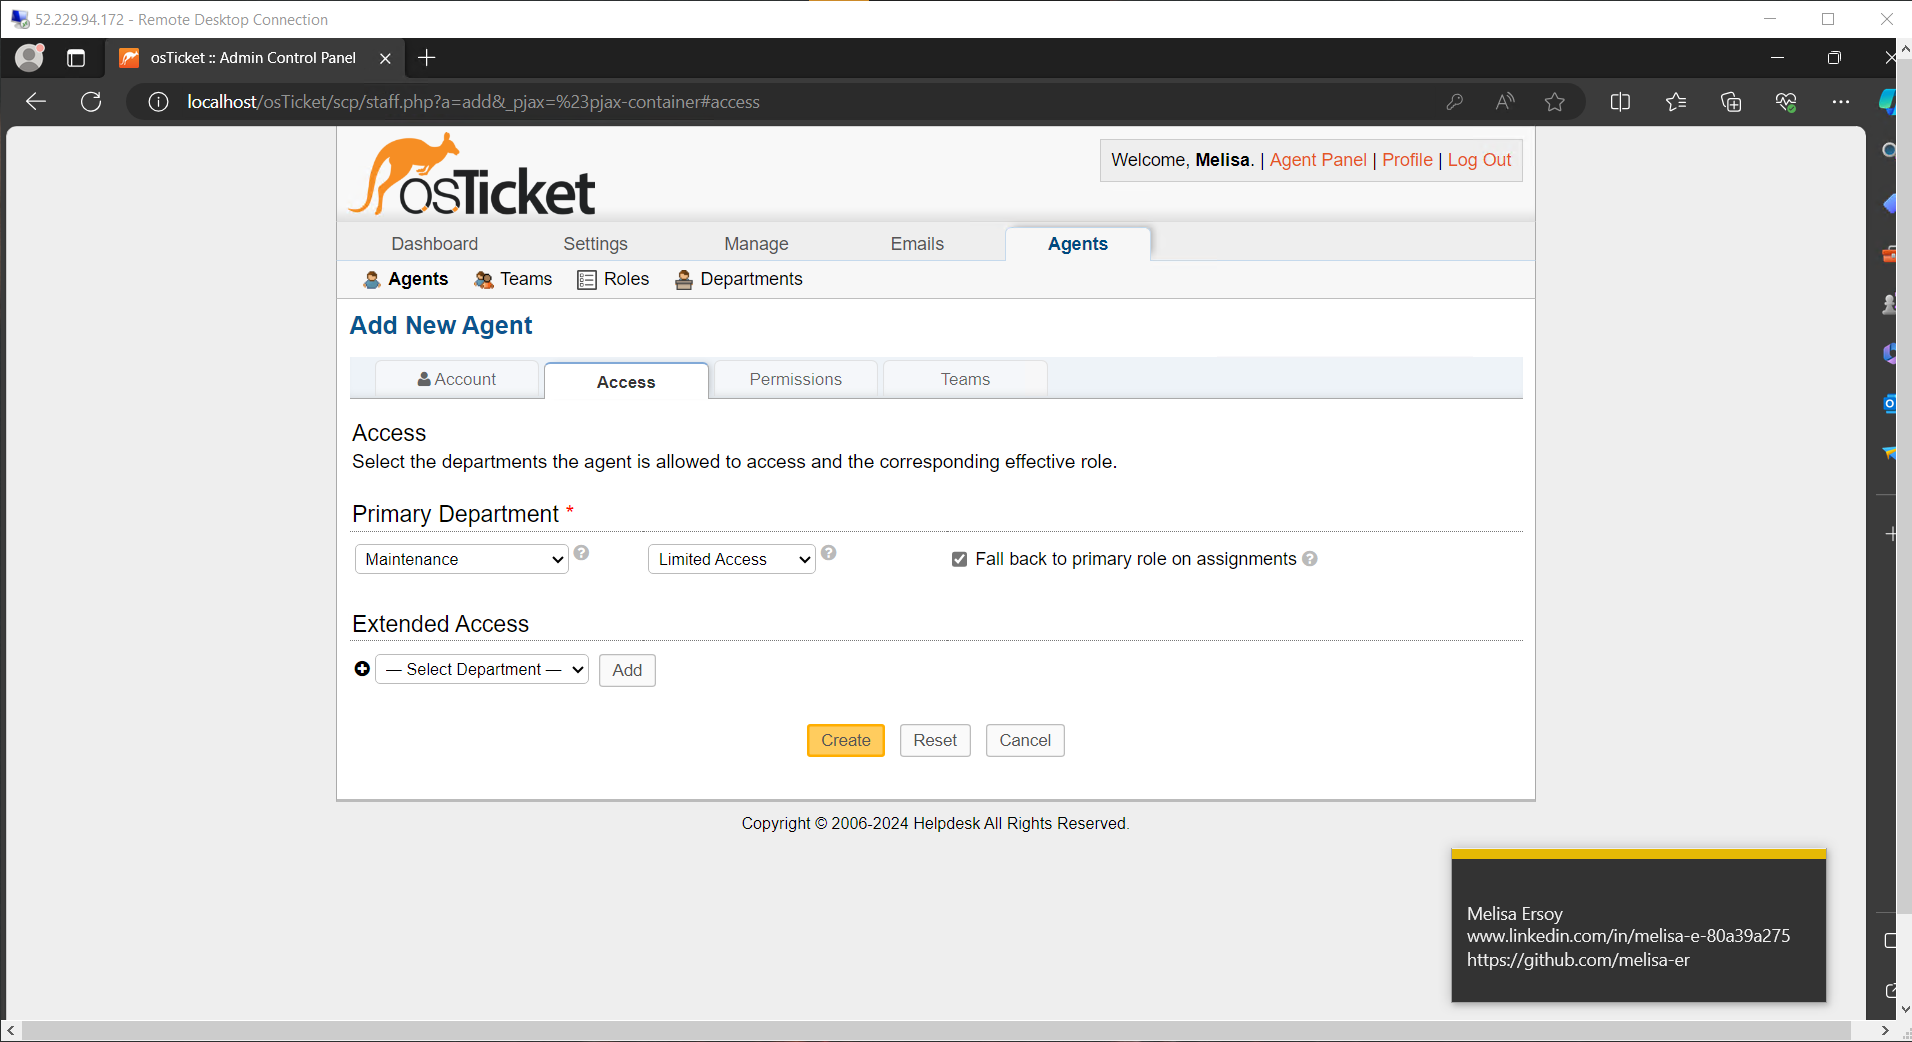 52.229.94.172 - Remote Desktop Connection
osTicket :: Admin Control Panel
localhost/osTicket/scp/staff.php?a=add&_pjax=%23pjax-container#access
osTicket
Welcome, Melisa. | Agent Panel | Profile | Log Out
Dashboard Settings Manage Emails Agents
Agents Teams Roles Departments
Add New Agent
Account Access Permissions Teams
Access
Select the departments the agent is allowed to access and the corresponding effective role.
Primary Department *
Maintenance Limited Access Fall back to primary role on assignments
Extended Access
— Select Department — Add
Create Reset Cancel
Copyright © 2006-2024 Helpdesk All Rights Reserved.
Melisa Ersoy
www.linkedin.com/in/melisa-e-80a39a275
https://github.com/melisa-er